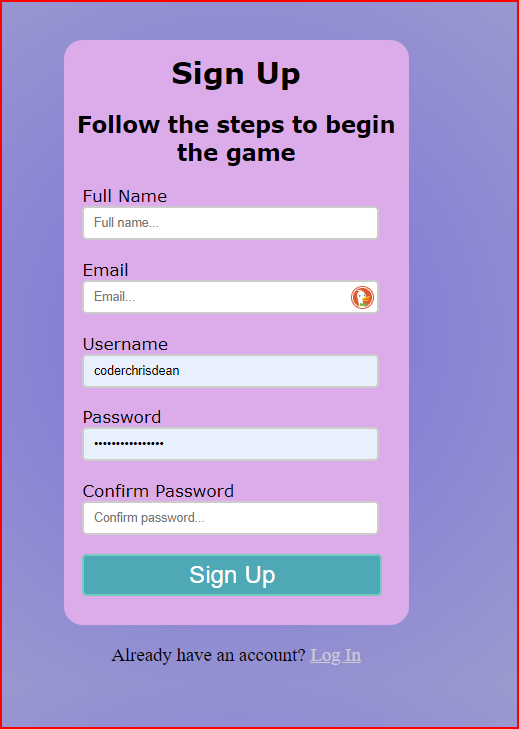 Sign Up
Follow the steps to begin
the game
Full Name
Full name...
Email
Email...
Username
coderchrisdean
Password
••••••••••••••••
Confirm Password
Confirm password...
Sign Up
Already have an account? Log In